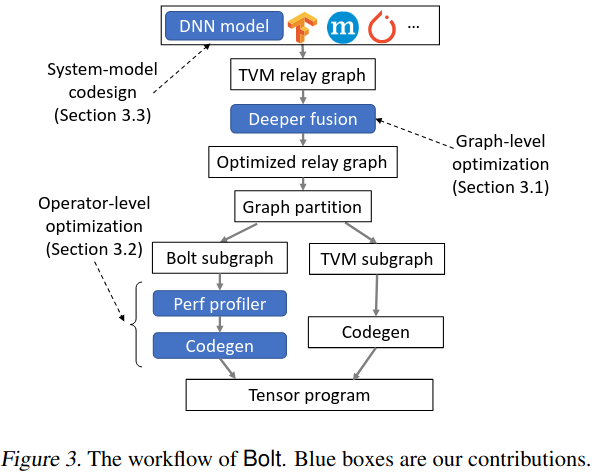 DNN model
m
...
System-model
codesign
(Section 3.3)
TVM relay graph
Deeper fusion
Graph-level
optimization
(Section 3.1)
Optimized relay graph
Graph partition
Operator-level
optimization
(Section 3.2)
Bolt subgraph
TVM subgraph
Perf profiler
Codegen
Codegen
Tensor program
Figure 3. The workflow of Bolt. Blue boxes are our contributions.